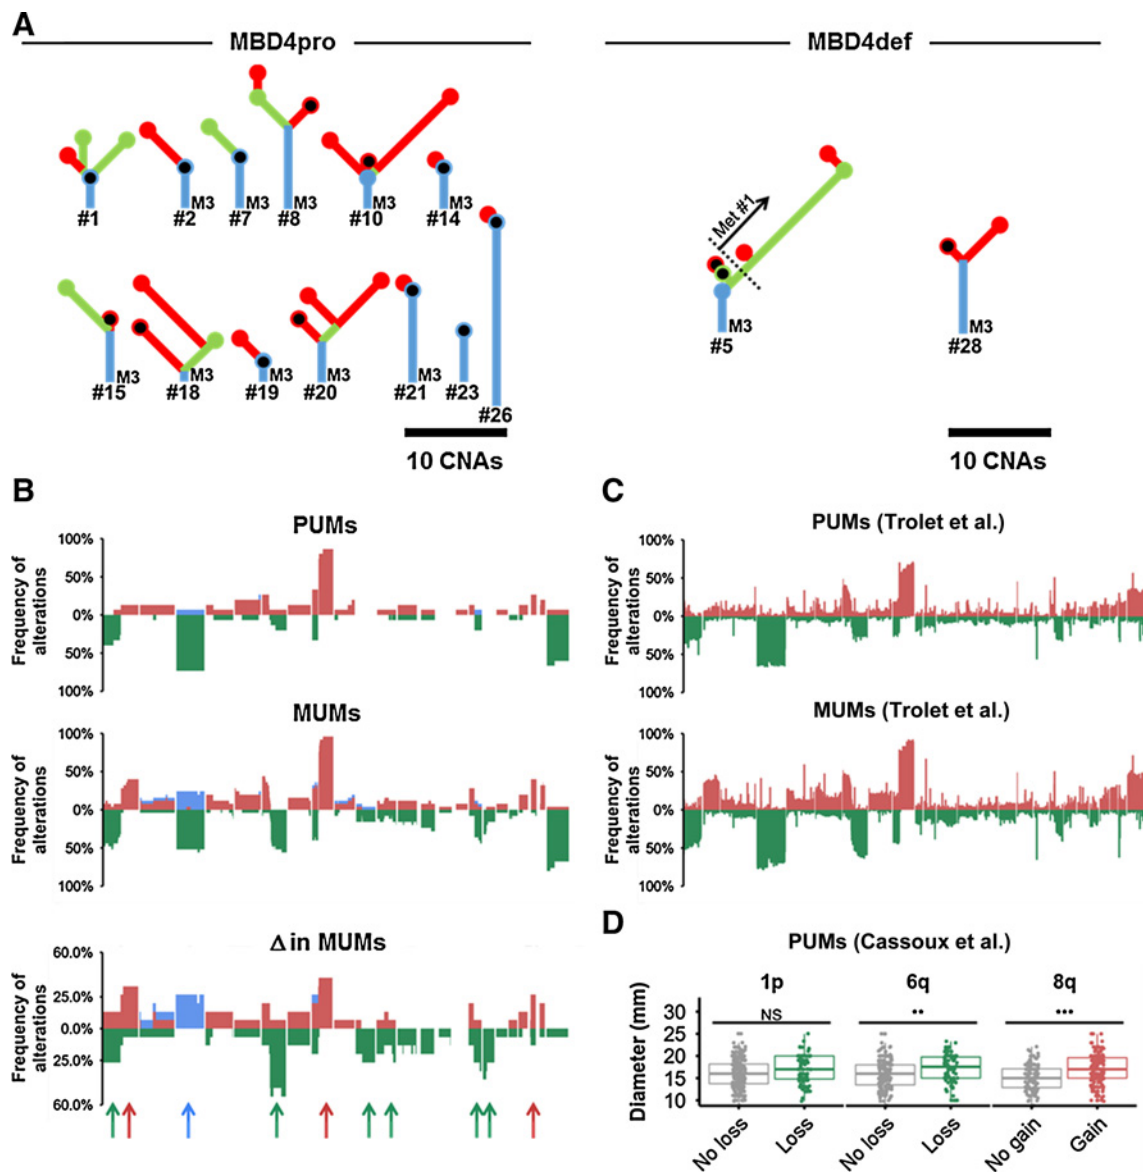 A
MBD4pro
MBD4def
#1
M3
#2
M3
#7
M3
#8
M3
#10
M3
#14
Met #1
M3
#5
M3
#28
M3
#15
M3
#18
M3
#19
M3
#20
M3
#21
#23
#26
10 CNAs
10 CNAs
B
PUMs
Frequency of
alterations
100%
50%
0%
50%
100%
MUMs
Frequency of
alterations
100%
50%
0%
50%
100%
Δ in MUMs
Frequency of
alterations
60.0%
25.0%
0.0%
25.0%
60.0%
C
PUMs (Trolet et al.)
Frequency of
alterations
100%
50%
0%
50%
100%
MUMs (Trolet et al.)
Frequency of
alterations
100%
50%
0%
50%
100%
D
PUMs (Cassoux et al.)
1p
6q
8q
NS
••
•••
Diameter (mm)
30
25
20
15
10
No loss
Loss
No loss
Loss
No gain
Gain